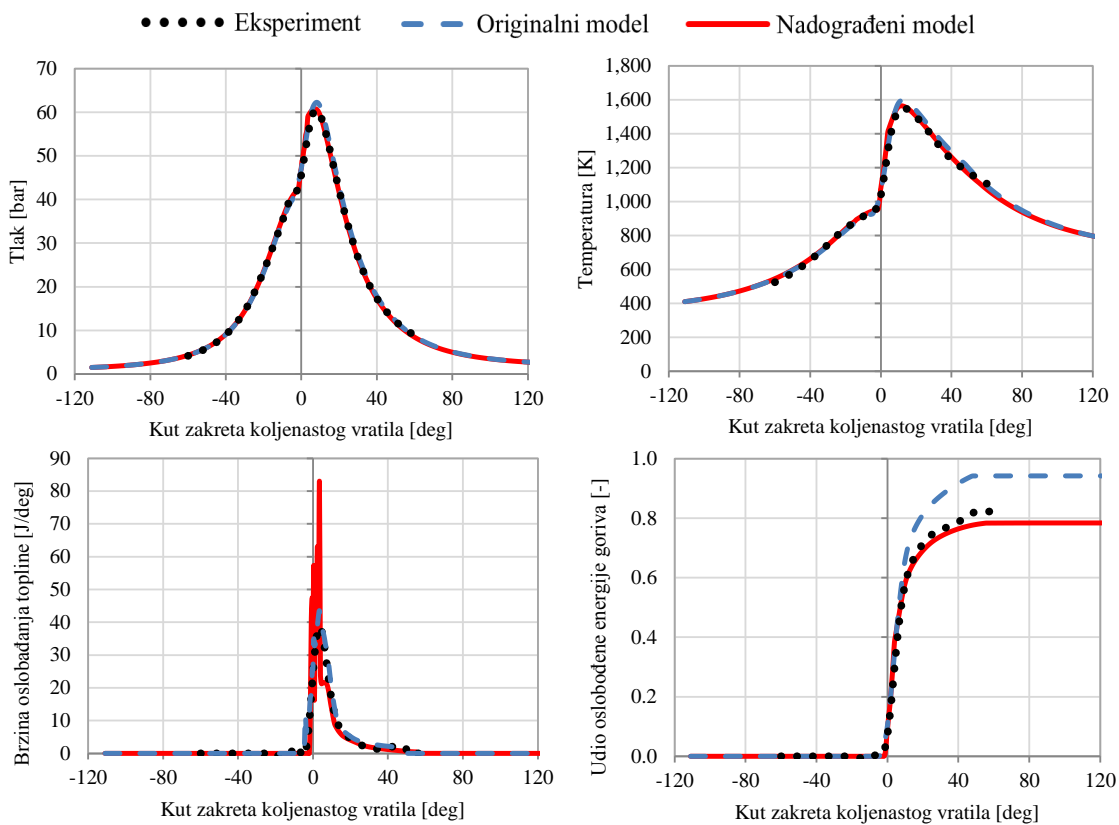 Eksperiment Originalni model Nadograđeni model
Tlak [bar]
70
60
50
40
30
20
10
0
-120 -80 -40 0 40 80 120
Kut zakreta koljenastog vratila [deg]
Temperatura [K]
1,800
1,600
1,400
1,200
1,000
800
600
400
200
0
-120 -80 -40 0 40 80 120
Kut zakreta koljenastog vratila [deg]
Brzina oslobađanja topline [J/deg]
90
80
70
60
50
40
30
20
10
0
-120 -80 -40 0 40 80 120
Kut zakreta koljenastog vratila [deg]
Udio oslobođene energije goriva [-]
1.0
0.8
0.6
0.4
0.2
0.0
-120 -80 -40 0 40 80 120
Kut zakreta koljenastog vratila [deg]